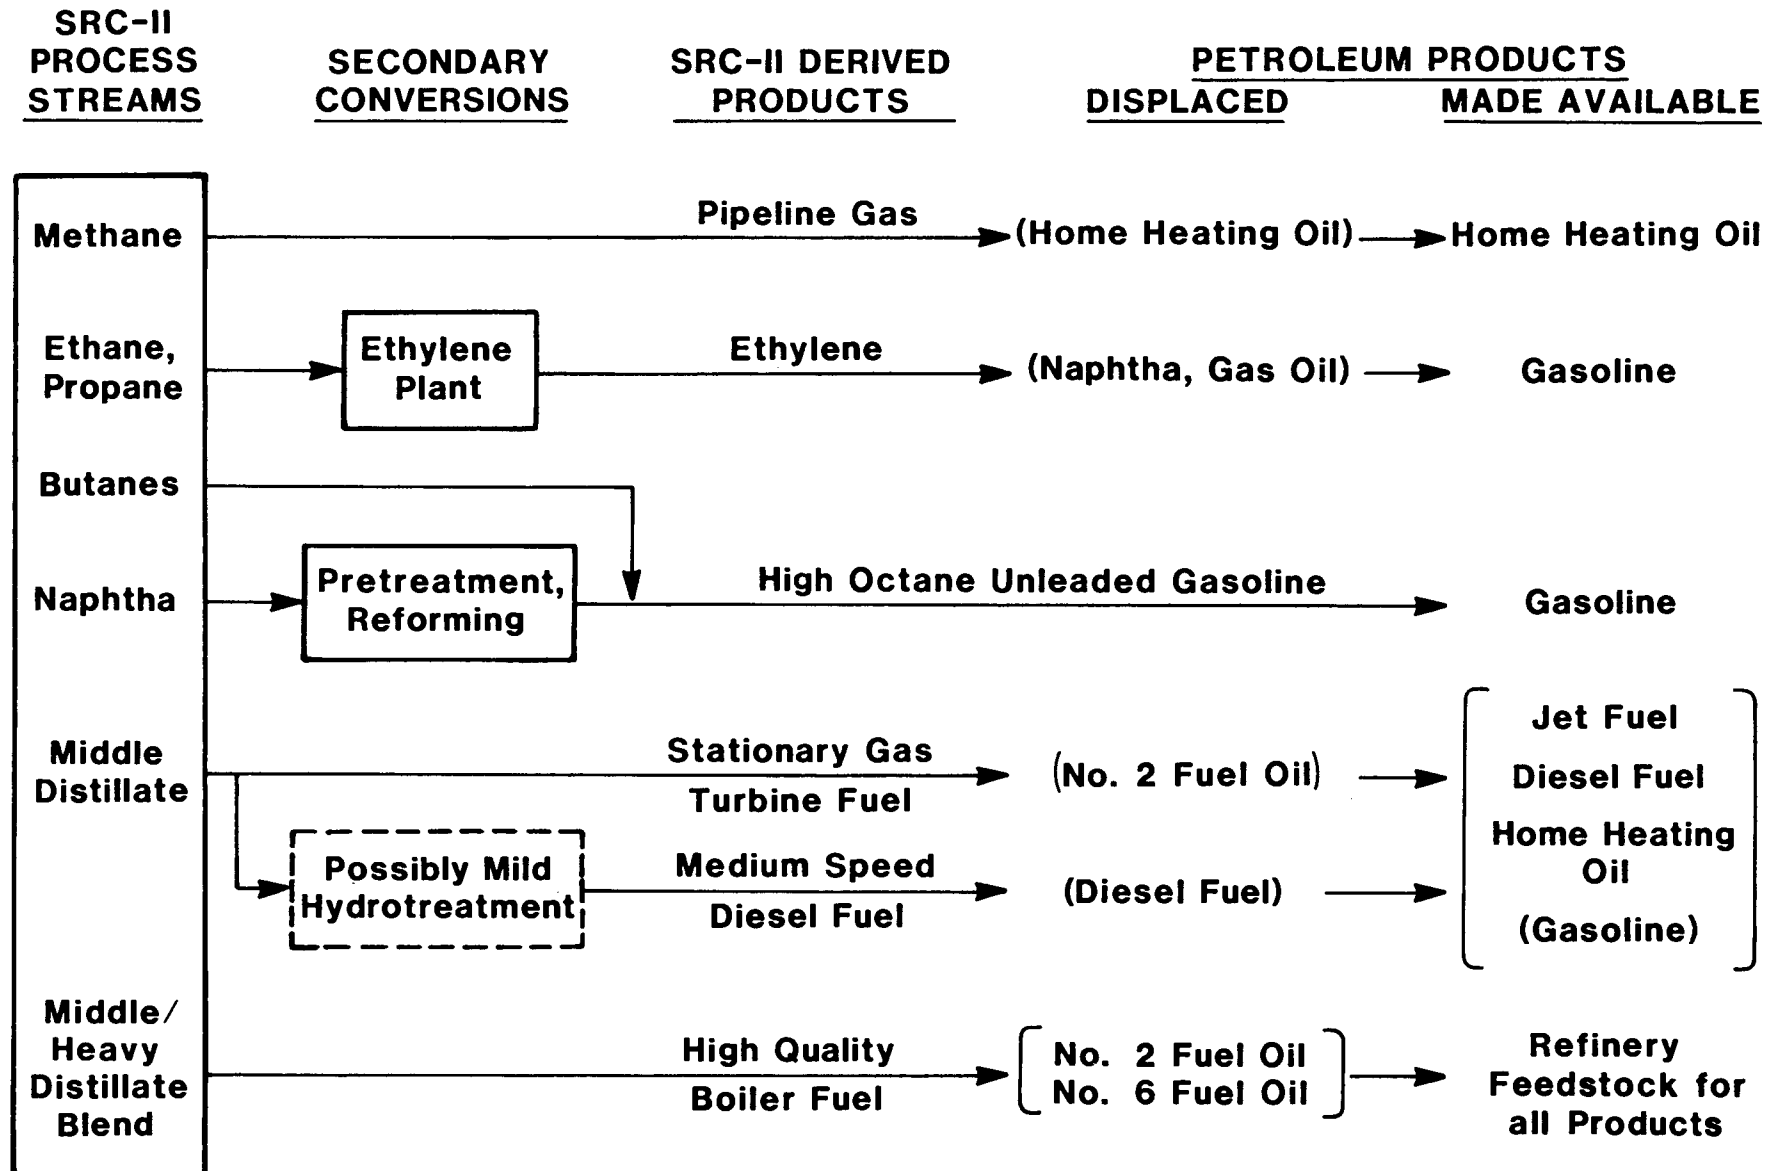 SRC-II
PROCESS
STREAMS
SECONDARY
CONVERSIONS
SRC-II DERIVED
PRODUCTS
PETROLEUM PRODUCTS
DISPLACED
MADE AVAILABLE
Methane
Pipeline Gas
(Home Heating Oil)
Home Heating Oil
Ethane,
Propane
Ethylene
Plant
Ethylene
(Naphtha, Gas Oil)
Gasoline
Butanes
Naphtha
Pretreatment,
Reforming
High Octane Unleaded Gasoline
Gasoline
Middle
Distillate
Stationary Gas
Turbine Fuel
(No. 2 Fuel Oil)
Possibly Mild
Hydrotreatment
Medium Speed
Diesel Fuel
(Diesel Fuel)
Jet Fuel
Diesel Fuel
Home Heating
Oil
(Gasoline)
Middle/
Heavy
Distillate
Blend
High Quality
Boiler Fuel
No. 2 Fuel Oil
No. 6 Fuel Oil
Refinery
Feedstock for
all Products